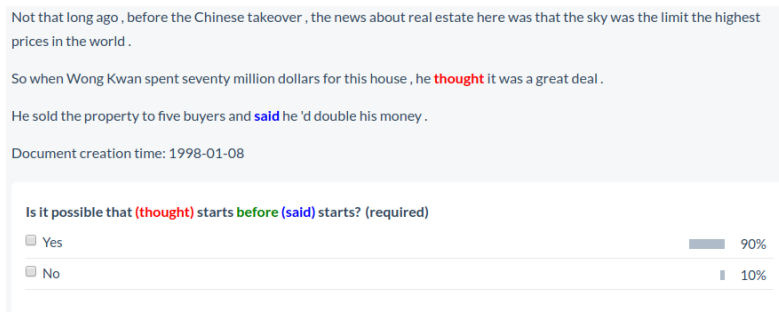 Not that long ago , before the Chinese takeover , the news about real estate here was that the sky was the limit the highest
prices in the world .
So when Wong Kwan spent seventy million dollars for this house , he thought it was a great deal .
He sold the property to five buyers and said he 'd double his money .
Document creation time: 1998-01-08
Is it possible that (thought) starts before (said) starts? (required)
Yes 90%
No 10%